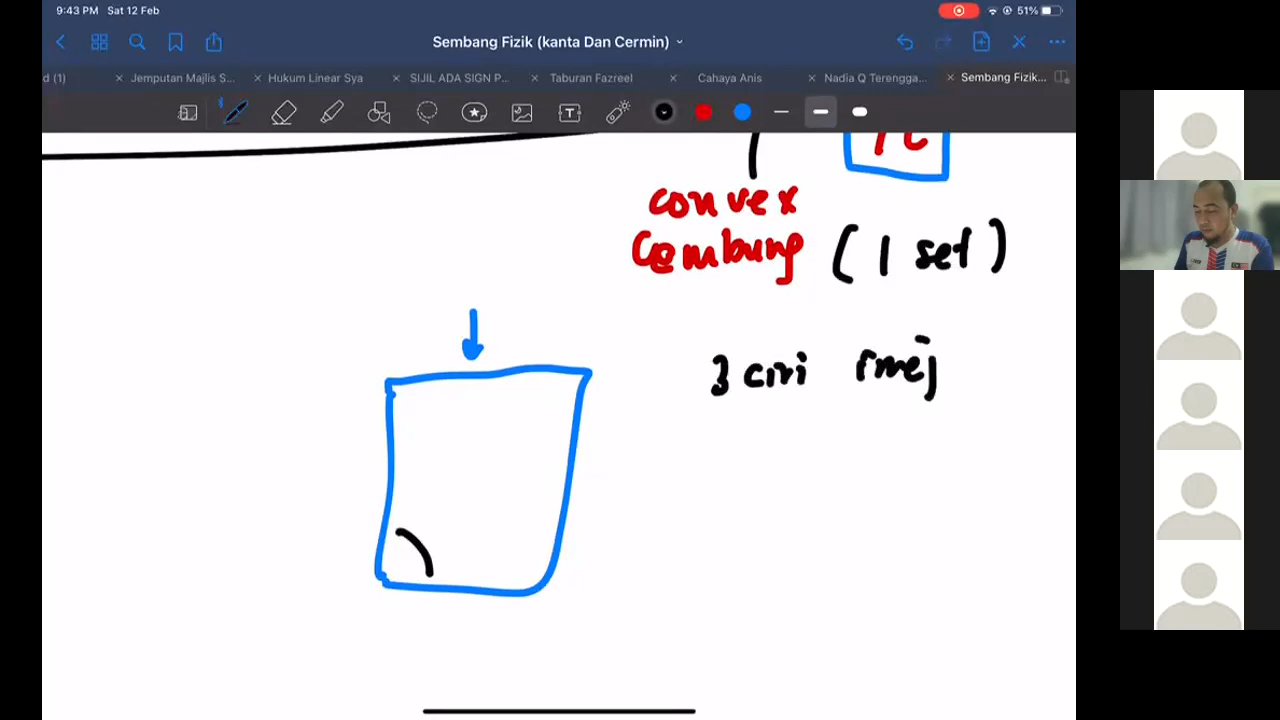 9:43 PM Sat 12 Feb
51%
Sembang Fizik (kanta Dan Cermin)
d (1)
Jemputan Majlis S...
Hukum Linear Sya
SIJIL ADA SIGN P...
Taburan Fazreel
Cahaya Anis
Nadia Q Terengga...
Sembang Fizik...
convex
Cembung (1 set)
3 ciri imej